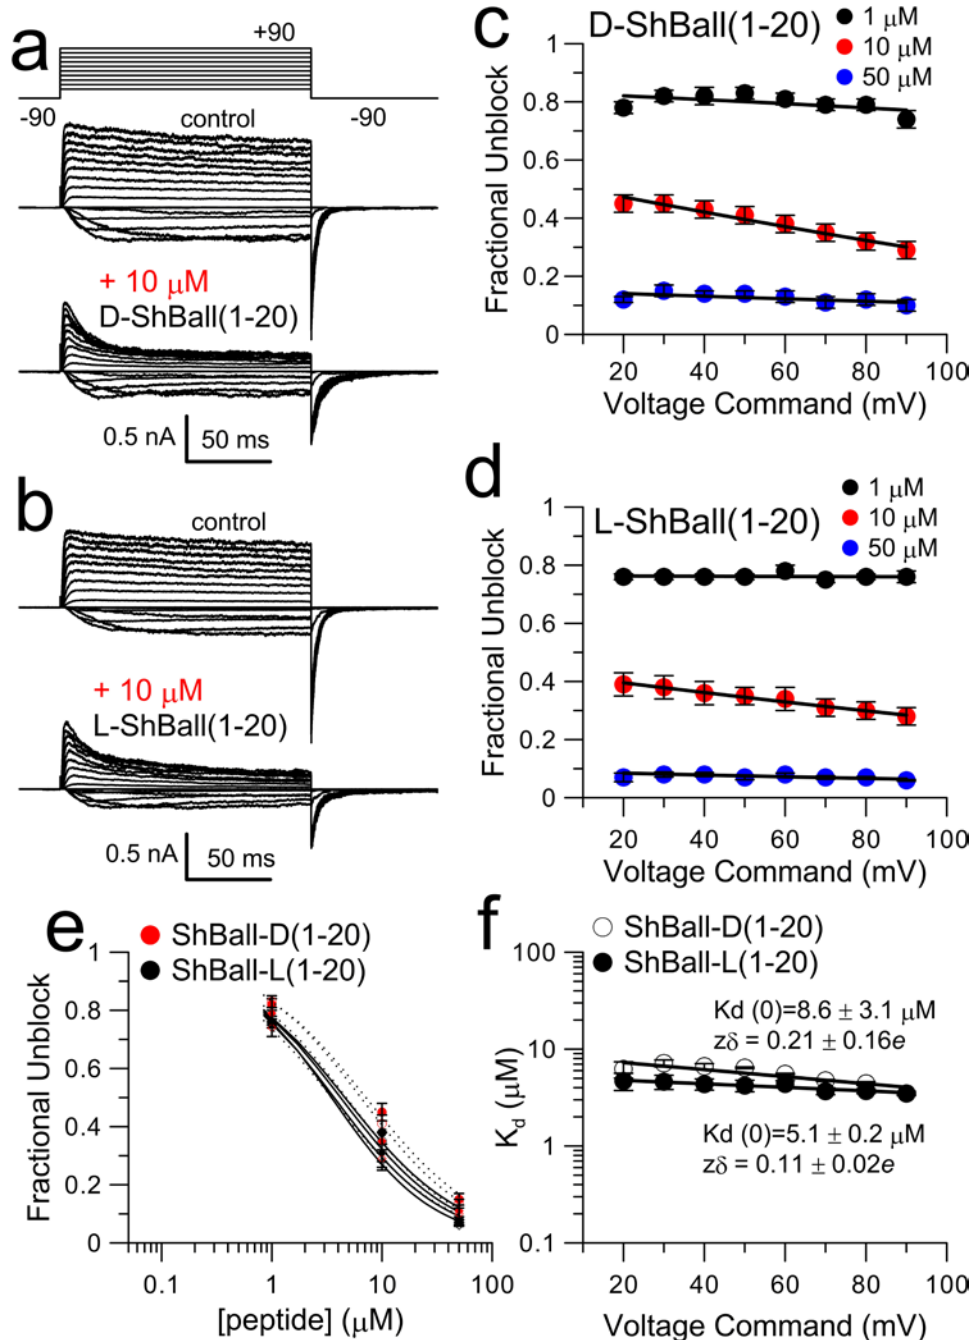 a
+90
-90
control
-90
+ 10 μM
D-ShBall(1-20)
0.5 nA
50 ms
b
control
+ 10 μM
L-ShBall(1-20)
0.5 nA
50 ms
c
D-ShBall(1-20)
1 μM
10 μM
50 μM
Fractional Unblock
1
0.8
0.6
0.4
0.2
0
20 40 60 80 100
Voltage Command (mV)
d
L-ShBall(1-20)
1 μM
10 μM
50 μM
Fractional Unblock
1
0.8
0.6
0.4
0.2
0
20 40 60 80 100
Voltage Command (mV)
e
ShBall-D(1-20)
ShBall-L(1-20)
Fractional Unblock
1
0.8
0.6
0.4
0.2
0
0.1 1 10 100
[peptide] (μM)
f
ShBall-D(1-20)
ShBall-L(1-20)
Kd (0)=8.6 ± 3.1 μM
zδ = 0.21 ± 0.16e
Kd (0)=5.1 ± 0.2 μM
zδ = 0.11 ± 0.02e
Kd (μM)
100
10
1
0.1
20 40 60 80 100
Voltage Command (mV)